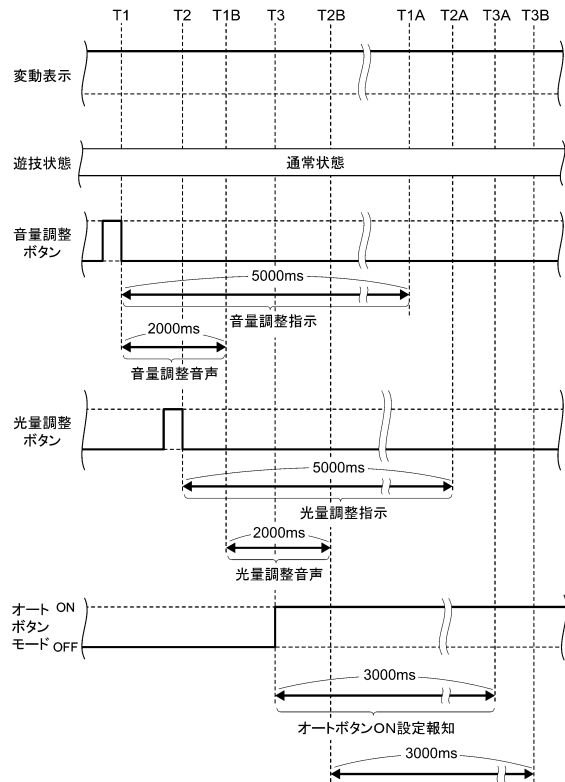 T1 T2 T1B T3 T2B T1A T2A T3A T3B
変動表示
遊技状態
通常状態
音量調整
ボタン
5000ms
音量調整指示
2000ms
音量調整音声
光量調整
ボタン
5000ms
光量調整指示
2000ms
光量調整音声
オート ON
ボタン
モード OFF
3000ms
オートボタンON設定報知
3000ms